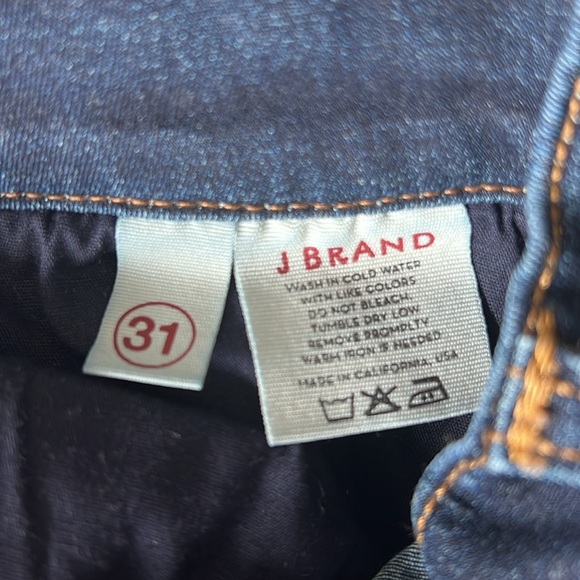 31
J BRAND
WASH IN COLD WATER
WITH LIKE COLORS
DO NOT BLEACH.
TUMBLE DRY LOW
REMOVE PROMPTLY
WARM IRON IS NEEDED
MADE IN CALIFORNIA, USA